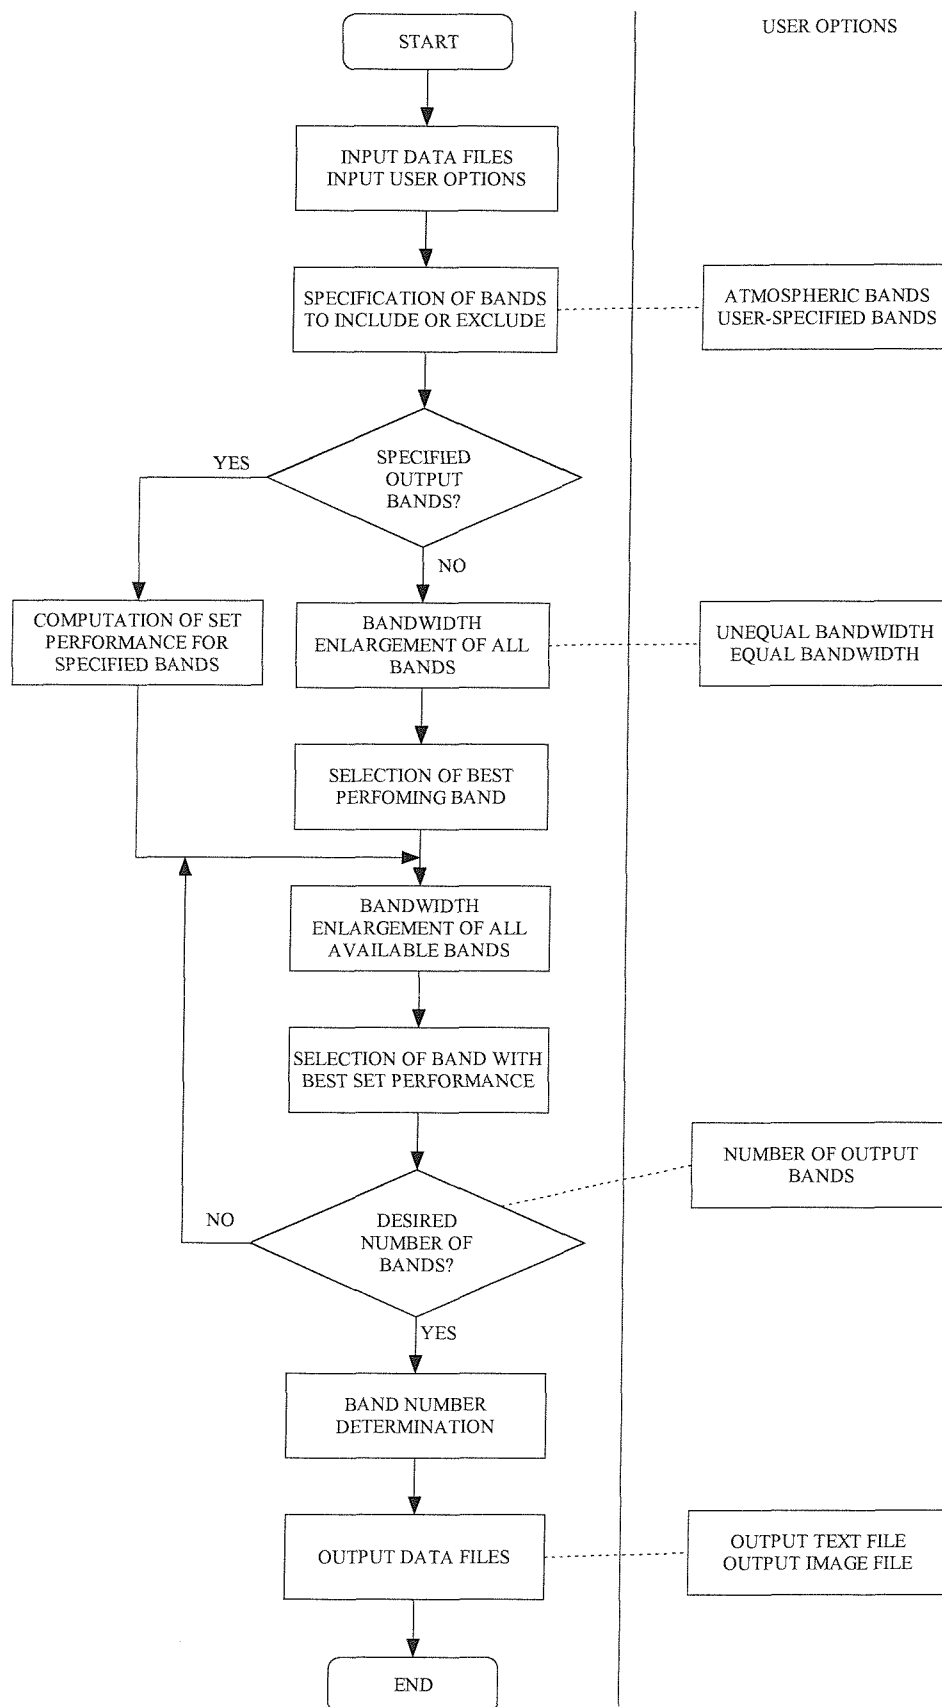 START
USER OPTIONS
INPUT DATA FILES
INPUT USER OPTIONS
SPECIFICATION OF BANDS
TO INCLUDE OR EXCLUDE
ATMOSPHERIC BANDS
USER-SPECIFIED BANDS
YES
SPECIFIED
OUTPUT
BANDS?
NO
COMPUTATION OF SET
PERFORMANCE FOR
SPECIFIED BANDS
BANDWIDTH
ENLARGEMENT OF ALL
BANDS
UNEQUAL BANDWIDTH
EQUAL BANDWIDTH
SELECTION OF BEST
PERFOMING BAND
BANDWIDTH
ENLARGEMENT OF ALL
AVAILABLE BANDS
SELECTION OF BAND WITH
BEST SET PERFORMANCE
NUMBER OF OUTPUT
BANDS
NO
DESIRED
NUMBER OF
BANDS?
YES
BAND NUMBER
DETERMINATION
OUTPUT DATA FILES
OUTPUT TEXT FILE
OUTPUT IMAGE FILE
END